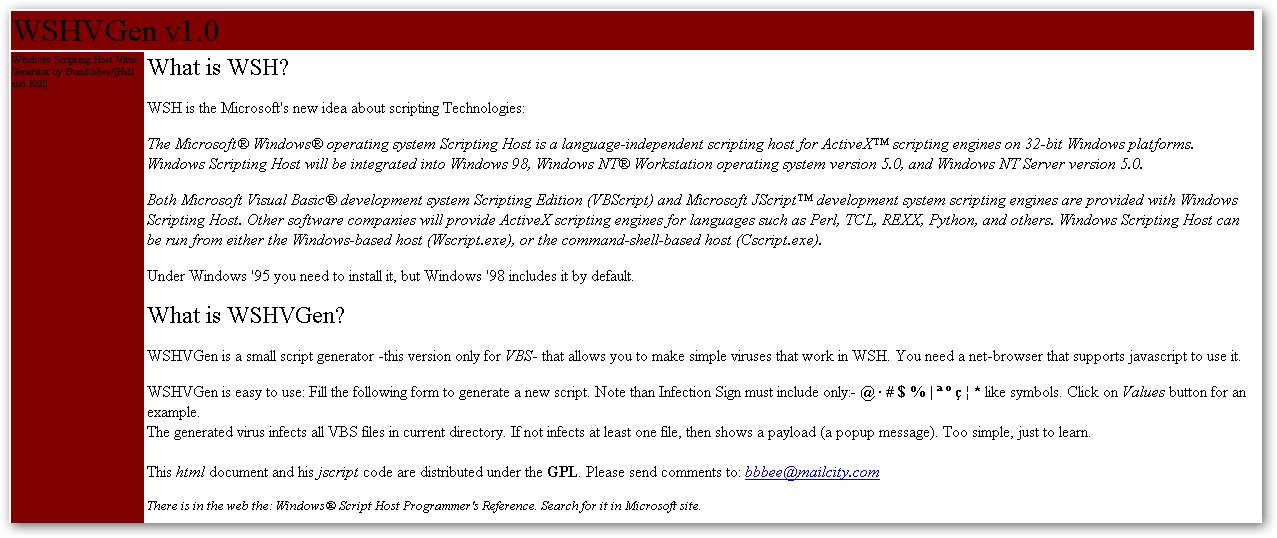 WSHVGen v1.0
Windows Scripting Host Virus
Generator by Bumblebee/[Hail
and Kill]
What is WSH?
WSH is the Microsoft's new idea about scripting Technologies:
The Microsoft® Windows® operating system Scripting Host is a language-independent scripting host for ActiveX™ scripting engines on 32-bit Windows platforms.
Windows Scripting Host will be integrated into Windows 98, Windows NT® Workstation operating system version 5.0, and Windows NT Server version 5.0.
Both Microsoft Visual Basic® development system Scripting Edition (VBScript) and Microsoft JScript™ development system scripting engines are provided with Windows
Scripting Host. Other software companies will provide ActiveX scripting engines for languages such as Perl, TCL, REXX, Python, and others. Windows Scripting Host can
be run from either the Windows-based host (Wscript.exe), or the command-shell-based host (Cscript.exe).
Under Windows '95 you need to install it, but Windows '98 includes it by default.
What is WSHVGen?
WSHVGen is a small script generator -this version only for VBS- that allows you to make simple viruses that work in WSH. You need a net-browser that supports javascript to use it.
WSHVGen is easy to use: Fill the following form to generate a new script. Note than Infection Sign must include only:- @ · # $ % | ª º ç ¦ * like symbols. Click on Values button for an
example.
The generated virus infects all VBS files in current directory. If not infects at least one file, then shows a payload (a popup message). Too simple, just to learn.
This html document and his jscript code are distributed under the GPL. Please send comments to: bbbee@mailcity.com
There is in the web the: Windows® Script Host Programmer's Reference. Search for it in Microsoft site.